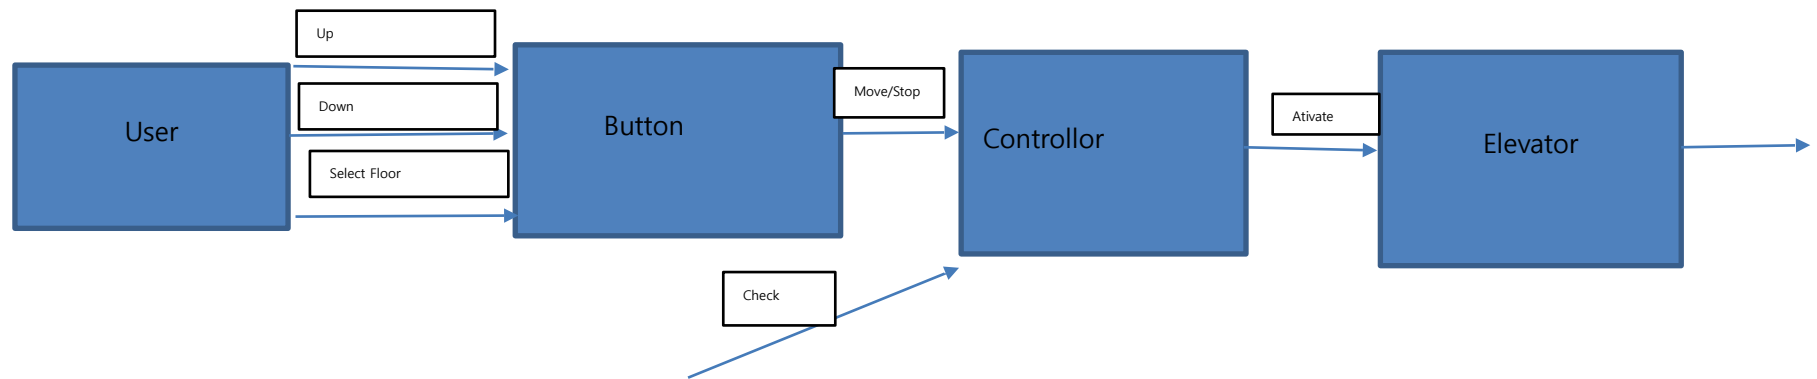 Up
User
Down
Select Floor
Button
Move/Stop
Controllor
Ativate
Elevator
Check